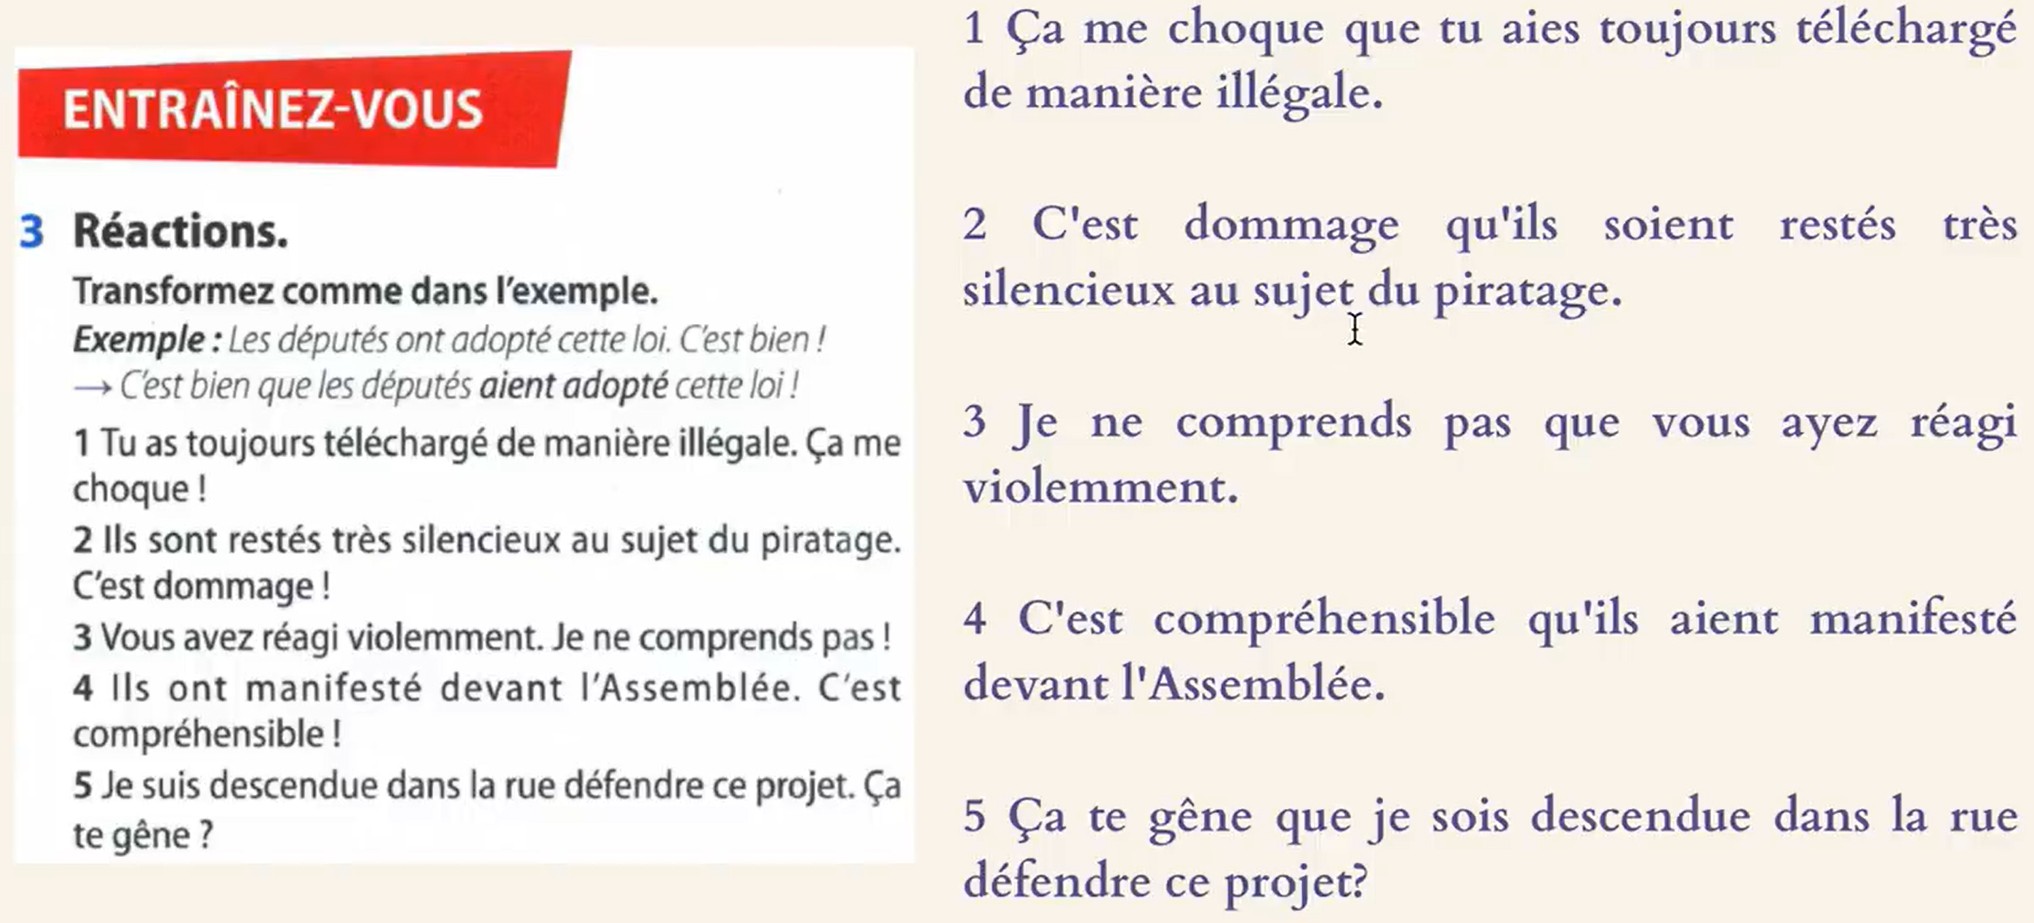 ENTRAÎNEZ-VOUS
3 Réactions.
Transformez comme dans l'exemple.
Exemple : Les députés ont adopté cette loi. C'est bien !
→ C'est bien que les députés aient adopté cette loi !
1 Tu as toujours téléchargé de manière illégale. Ça me
choque !
2 Ils sont restés très silencieux au sujet du piratage.
C'est dommage !
3 Vous avez réagi violemment. Je ne comprends pas !
4 Ils ont manifesté devant l'Assemblée. C'est
compréhensible !
5 Je suis descendue dans la rue défendre ce projet. Ça
te gêne ?
1 Ça me choque que tu aies toujours téléchargé
de manière illégale.
2 C'est dommage qu'ils soient restés très
silencieux au sujet du piratage.
3 Je ne comprends pas que vous ayez réagi
violemment.
4 C'est compréhensible qu'ils aient manifesté
devant l'Assemblée.
5 Ça te gêne que je sois descendue dans la rue
défendre ce projet?